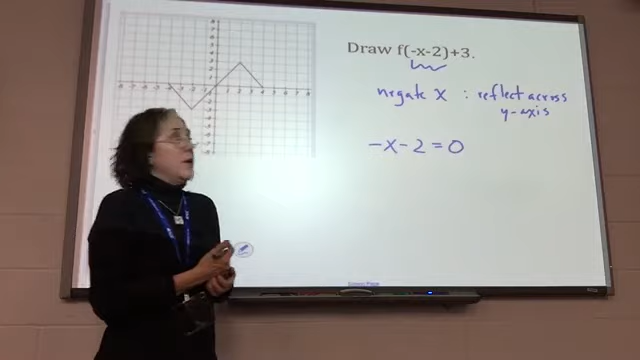 Draw f(-x-2)+3.
negate x : reflect across
y-axis
-x-2=0